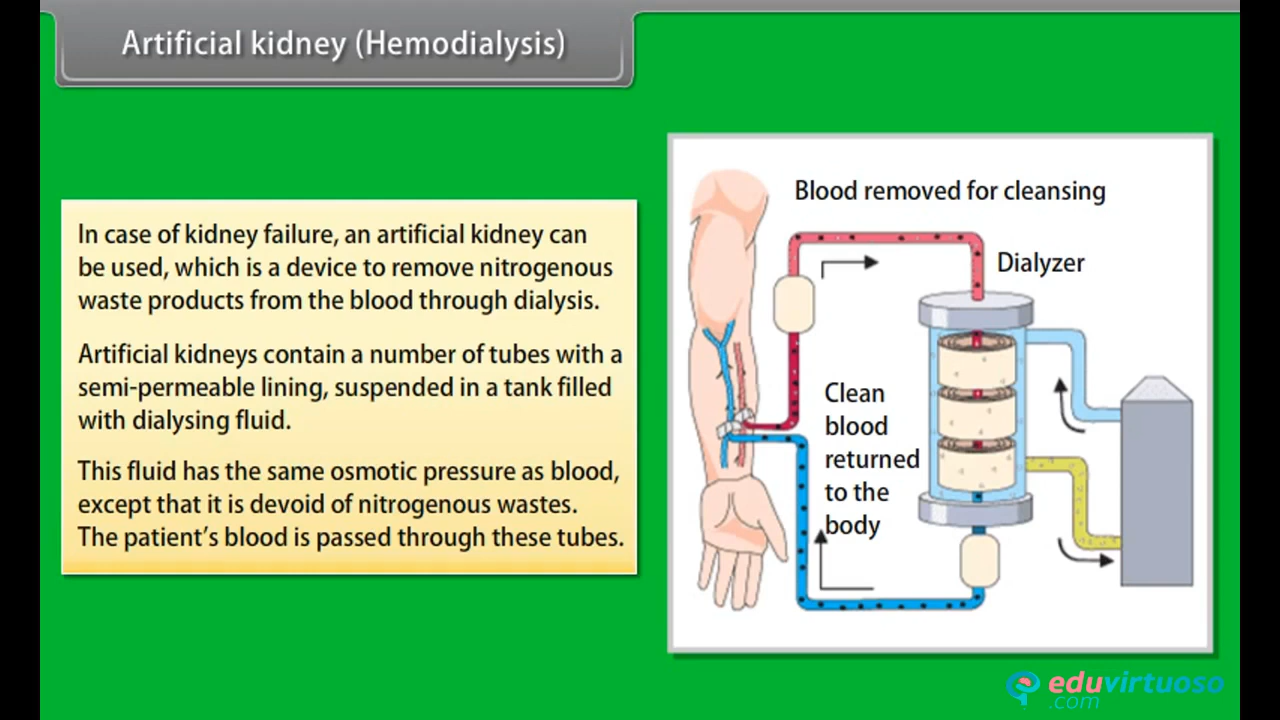 Artificial kidney (Hemodialysis)
In case of kidney failure, an artificial kidney can
be used, which is a device to remove nitrogenous
waste products from the blood through dialysis.
Artificial kidneys contain a number of tubes with a
semi-permeable lining, suspended in a tank filled
with dialysing fluid.
This fluid has the same osmotic pressure as blood,
except that it is devoid of nitrogenous wastes.
The patient's blood is passed through these tubes.
Blood removed for cleansing
Dialyzer
Clean
blood
returned
to the
body
eduvirtuoso
.com